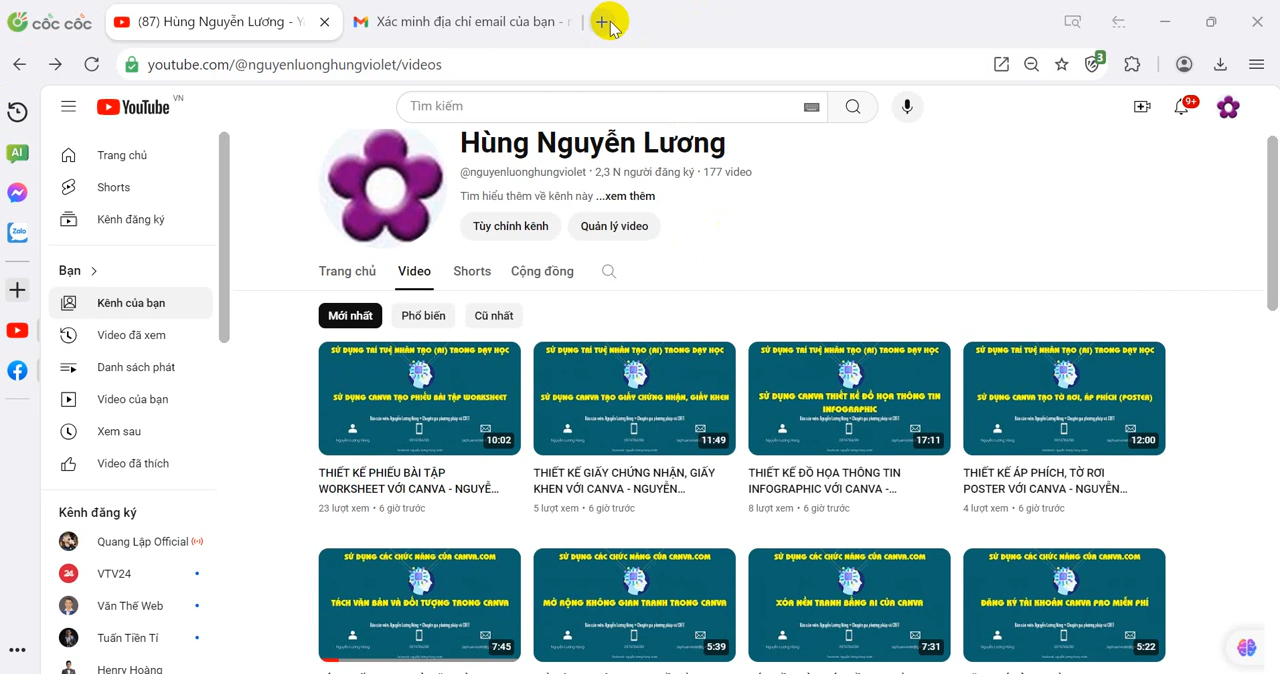 cốc cốc
(87) Hùng Nguyễn Lương - Y
Xác minh địa chỉ email của bạn - n
youtube.com/@nguyenluonghungviolet/videos
3
YouTube VN
Tìm kiếm
9+
AI
Zalo
Trang chủ
Shorts
Kênh đăng ký
Bạn
Kênh của bạn
Video đã xem
Danh sách phát
Video của bạn
Xem sau
Video đã thích
Kênh đăng ký
Quang Lập Official
24
VTV24
Văn Thế Web
Tuấn Tiền Tí
Henry Hoàng
Hùng Nguyễn Lương
@nguyenluonghungviolet · 2,3 N người đăng ký · 177 video
Tìm hiểu thêm về kênh này ...xem thêm
Tùy chỉnh kênh
Quản lý video
Trang chủ
Video
Shorts
Cộng đồng
Mới nhất
Phổ biến
Cũ nhất
SỬ DỤNG TRÍ TUỆ NHÂN TẠO (AI) TRONG DẠY HỌC
SỬ DỤNG CANVA TẠO PHIẾU BÀI TẬP WORKSHEET
10:02
THIẾT KẾ PHIẾU BÀI TẬP
WORKSHEET VỚI CANVA - NGUYỄ...
23 lượt xem • 6 giờ trước
SỬ DỤNG TRÍ TUỆ NHÂN TẠO (AI) TRONG DẠY HỌC
SỬ DỤNG CANVA TẠO GIẤY CHỨNG NHẬN, GIẤY KHEN
11:49
THIẾT KẾ GIẤY CHỨNG NHẬN, GIẤY
KHEN VỚI CANVA - NGUYỄN...
5 lượt xem • 6 giờ trước
SỬ DỤNG TRÍ TUỆ NHÂN TẠO (AI) TRONG DẠY HỌC
SỬ DỤNG CANVA THIẾT KẾ ĐỒ HỌA THÔNG TIN
INFOGRAPHIC
17:11
THIẾT KẾ ĐỒ HỌA THÔNG TIN
INFOGRAPHIC VỚI CANVA -...
8 lượt xem • 6 giờ trước
SỬ DỤNG TRÍ TUỆ NHÂN TẠO (AI) TRONG DẠY HỌC
SỬ DỤNG CANVA TẠO TỜ RƠI, ÁP PHÍCH (POSTER)
12:00
THIẾT KẾ ÁP PHÍCH, TỜ RƠI
POSTER VỚI CANVA - NGUYỄN...
4 lượt xem • 6 giờ trước
SỬ DỤNG CÁC CHỨC NĂNG CỦA CANVA.COM
TÁCH VĂN BẢN VÀ ĐỐI TƯỢNG TRONG CANVA
7:45
SỬ DỤNG CÁC CHỨC NĂNG CỦA CANVA.COM
MỞ RỘNG KHÔNG GIAN TRANH TRONG CANVA
5:39
SỬ DỤNG CÁC CHỨC NĂNG CỦA CANVA.COM
XÓA NỀN TRANH BẰNG AI CỦA CANVA
7:31
SỬ DỤNG CÁC CHỨC NĂNG CỦA CANVA.COM
ĐĂNG KÝ TÀI KHOẢN CANVA PRO MIỄN PHÍ
5:22